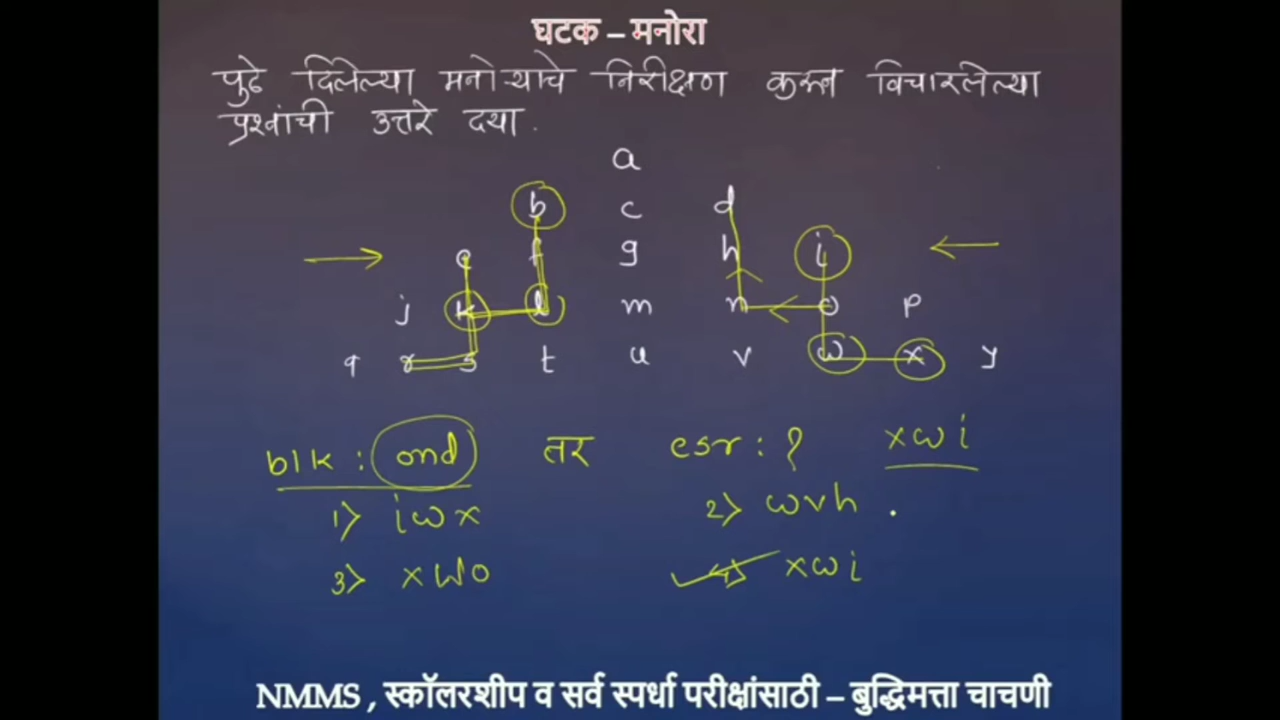 घटक – मनोरा
पुढे दिलेल्या मनोऱ्याचे निरीक्षण करून विचारलेल्या
प्रश्नांची उत्तरे दया.
a
b c d
e f g h i
j k l m n o p
q r s t u v w x y
blk : ond तर esr : ? xwi
1) iwx 2) wvh .
3) xwo 4) xwi
NMMS , स्कॉलरशीप व सर्व स्पर्धा परीक्षांसाठी – बुद्धिमत्ता चाचणी